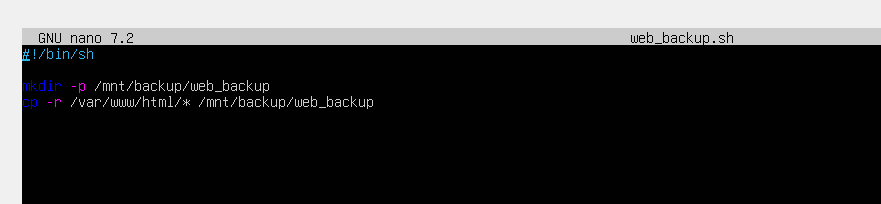 GNU nano 7.2 web_backup.sh
#!/bin/sh
mkdir -p /mnt/backup/web_backup
cp -r /var/www/html/* /mnt/backup/web_backup